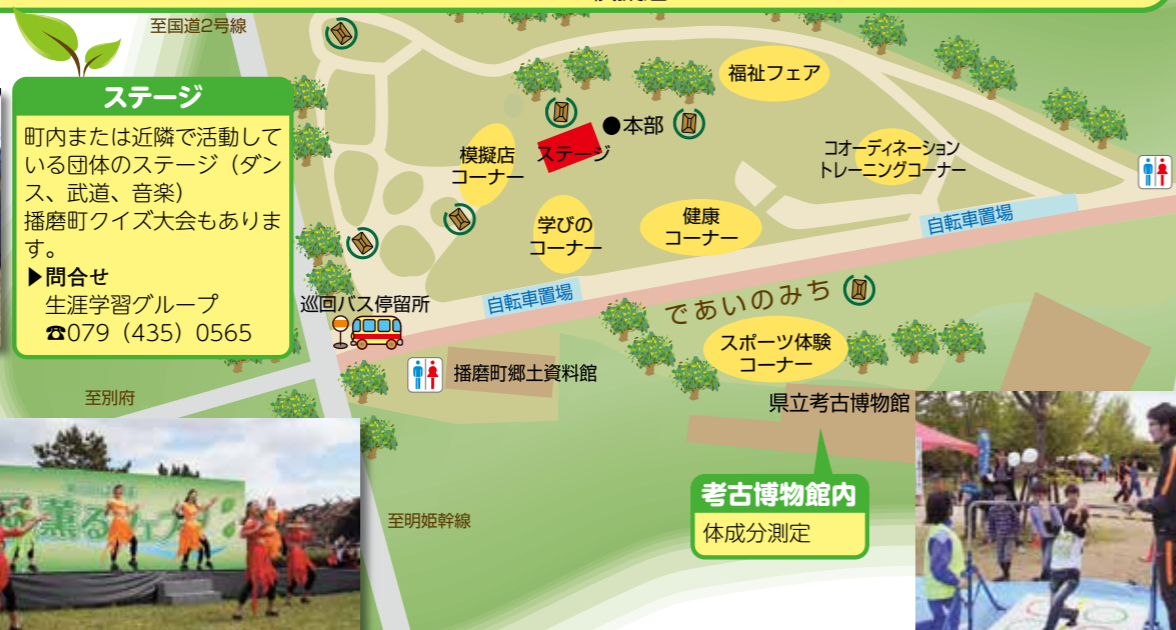 至国道2号線
ステージ
町内または近隣で活動して
いる団体のステージ（ダン
ス、武道、音楽）
播磨町クイズ大会もありま
す。
▶問合せ
生涯学習グループ
☎079（435）0565
福祉フェア
●本部
模擬店
コーナー
ステージ
コオーディネーション
トレーニングコーナー
学びの
コーナー
健康
コーナー
自転車置場
自転車置場
であいのみち
巡回バス停留所
スポーツ体験
コーナー
播磨町郷土資料館
至別府
県立考古博物館
考古博物館内
体成分測定
至明姫幹線
薫る